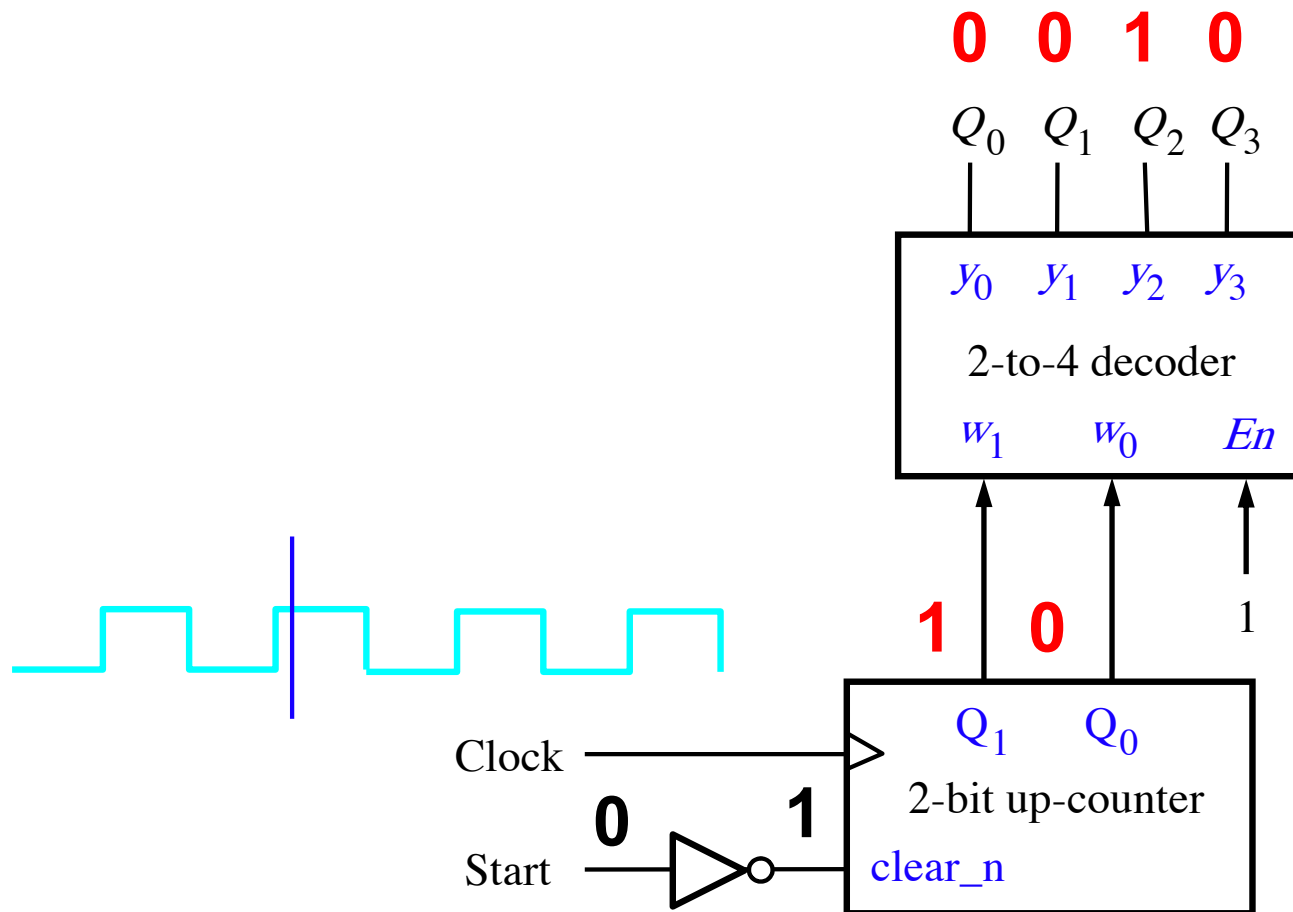 0 0 1 0
Q0 Q1 Q2 Q3
y0 y1 y2 y3
2-to-4 decoder
w1 w0 En
1 0 1
Q1 Q0
Clock
2-bit up-counter
0 1
Start
clear_n